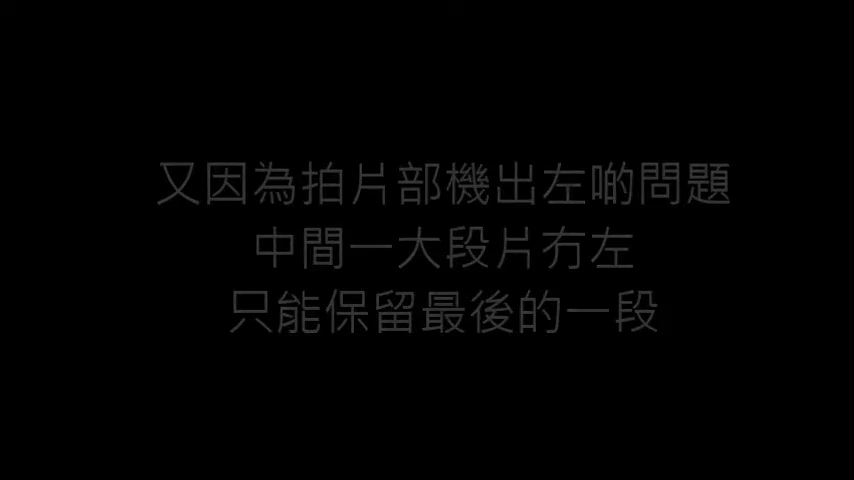 又因為拍片部機出左啲問題
中間一大段片冇左
只能保留最後的一段